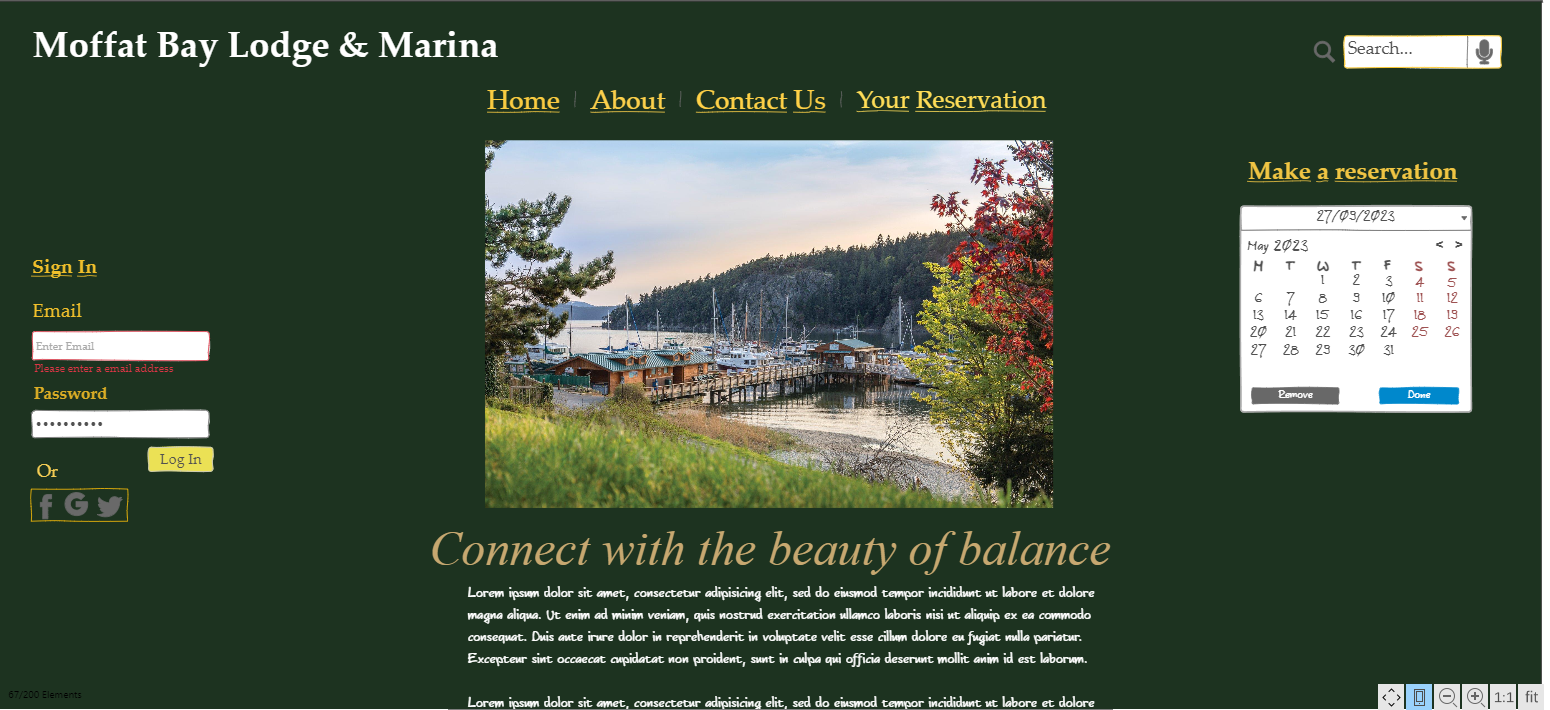 Moffat Bay Lodge & Marina
Search...
Home About Contact Us Your Reservation
Make a reservation
27/09/2023
May 2023 < >
M T W T F S S
1 2 3 4 5
6 7 8 9 10 11 12
13 14 15 16 17 18 19
20 21 22 23 24 25 26
27 28 29 30 31
Remove Done
Sign In
Email
Enter Email
Please enter a email address
Password
Log In
Or
Connect with the beauty of balance
Lorem ipsum dolor sit amet, consectetur adipisicing elit, sed do eiusmod tempor incididunt ut labore et dolore
magna aliqua. Ut enim ad minim veniam, quis nostrud exercitation ullamco laboris nisi ut aliquip ex ea commodo
consequat. Duis aute irure dolor in reprehenderit in voluptate velit esse cillum dolore eu fugiat nulla pariatur.
Excepteur sint occaecat cupidatat non proident, sunt in culpa qui officia deserunt mollit anim id est laborum.
Lorem ipsum dolor sit amet, consectetur adipisicing elit, sed do eiusmod tempor incididunt ut labore et dolore
67/200 Elements
1:1 fit